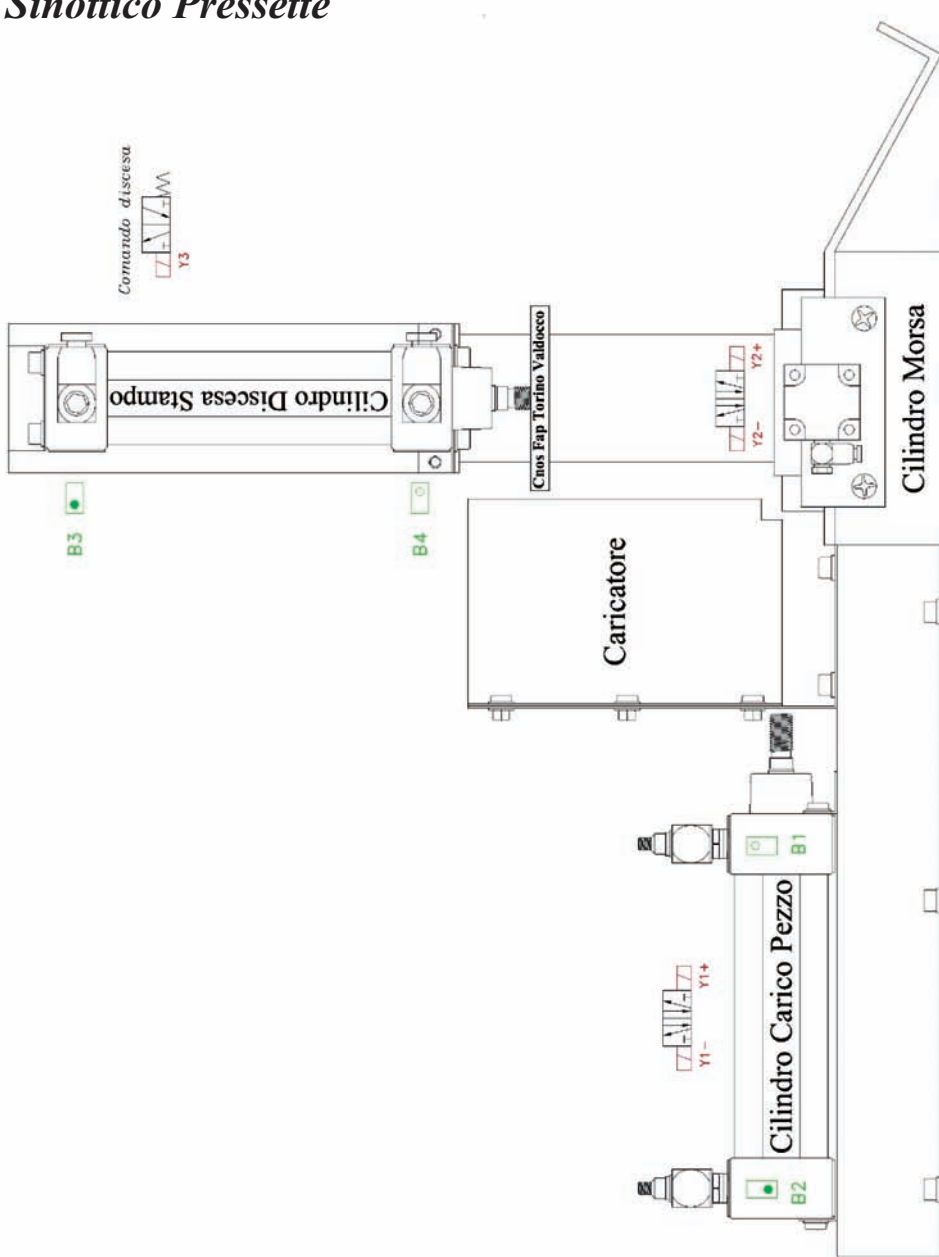 Sinottico Pressette
Comando discesa
Y3
Cilindro Discesa Stampo
B3
B4
Cnos Fap Torino Valdocco
Y2-
Y2+
Caricatore
Cilindro Morsa
B1
Y1-
Y1+
Cilindro Carico Pezzo
B2